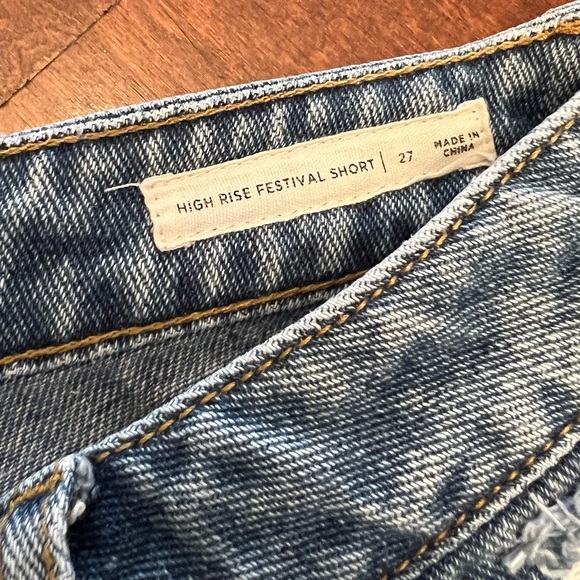 HIGH RISE FESTIVAL SHORT | 27 MADE IN
CHINA